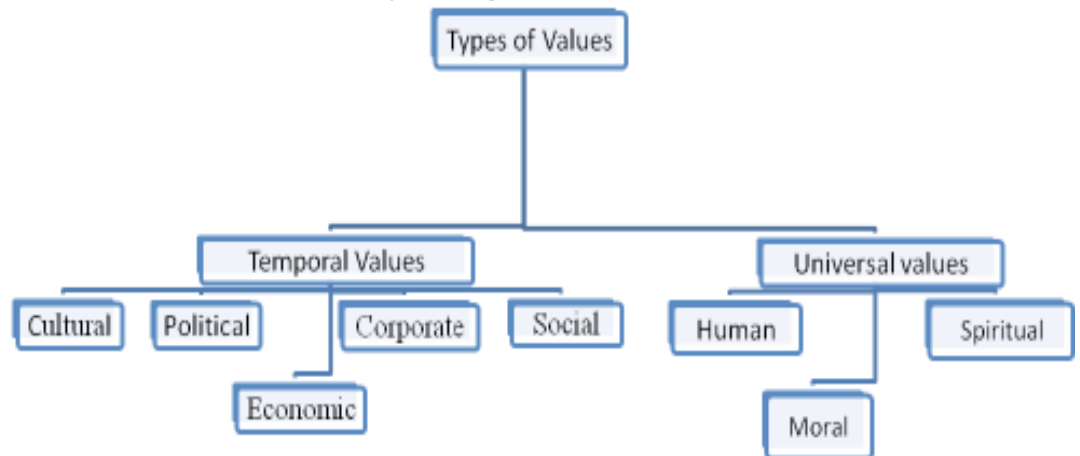 Types of Values
Temporal Values
Universal values
Cultural
Political
Corporate
Social
Human
Spiritual
Economic
Moral